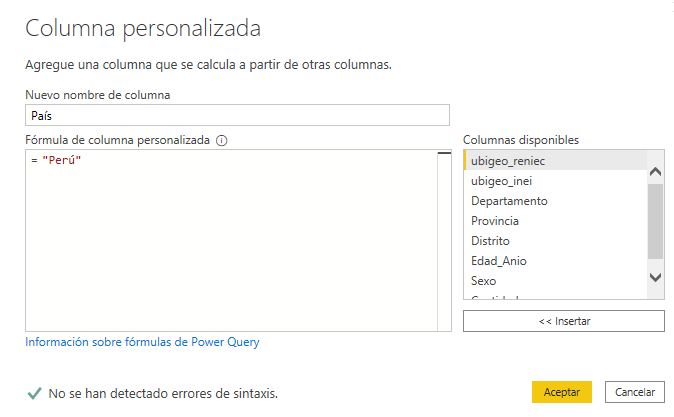 Columna personalizada
Agregue una columna que se calcula a partir de otras columnas.
Nuevo nombre de columna
País
Fórmula de columna personalizada
= "Perú"
Columnas disponibles
ubigeo_reniec
ubigeo_inei
Departamento
Provincia
Distrito
Edad_Anio
Sexo
<< Insertar
Información sobre fórmulas de Power Query
No se han detectado errores de sintaxis.
Aceptar
Cancelar